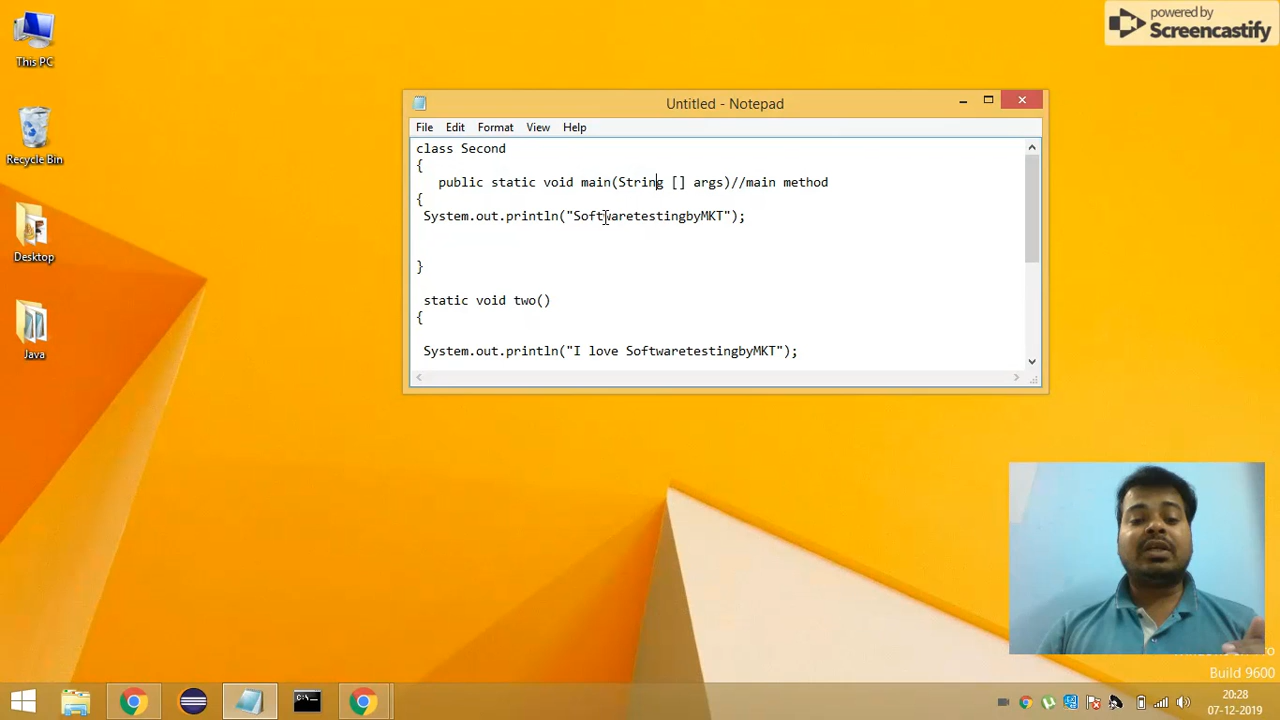 powered by
Screencastify
This PC
Recycle Bin
Desktop
Java
Untitled - Notepad
File Edit Format View Help
class Second
{
public static void main(String [] args)//main method
{
System.out.println("SoftwaretestingbyMKT");
}
static void two()
{
System.out.println("I love SoftwaretestingbyMKT");
Build 9600
20:28
07-12-2019